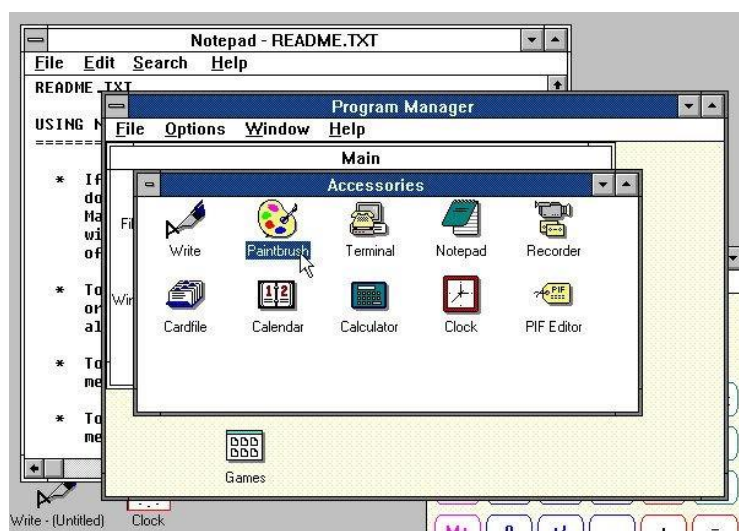 Notepad - README.TXT
File Edit Search Help
README.TXT
USING
* If
do
Ma
wi
of
* To
or
al
* To
me
* To
me
Program Manager
File Options Window Help
Main
Accessories
Write Paintbrush Terminal Notepad Recorder
Cardfile Calendar Calculator Clock PIF Editor
Games
Write - (Untitled) Clock